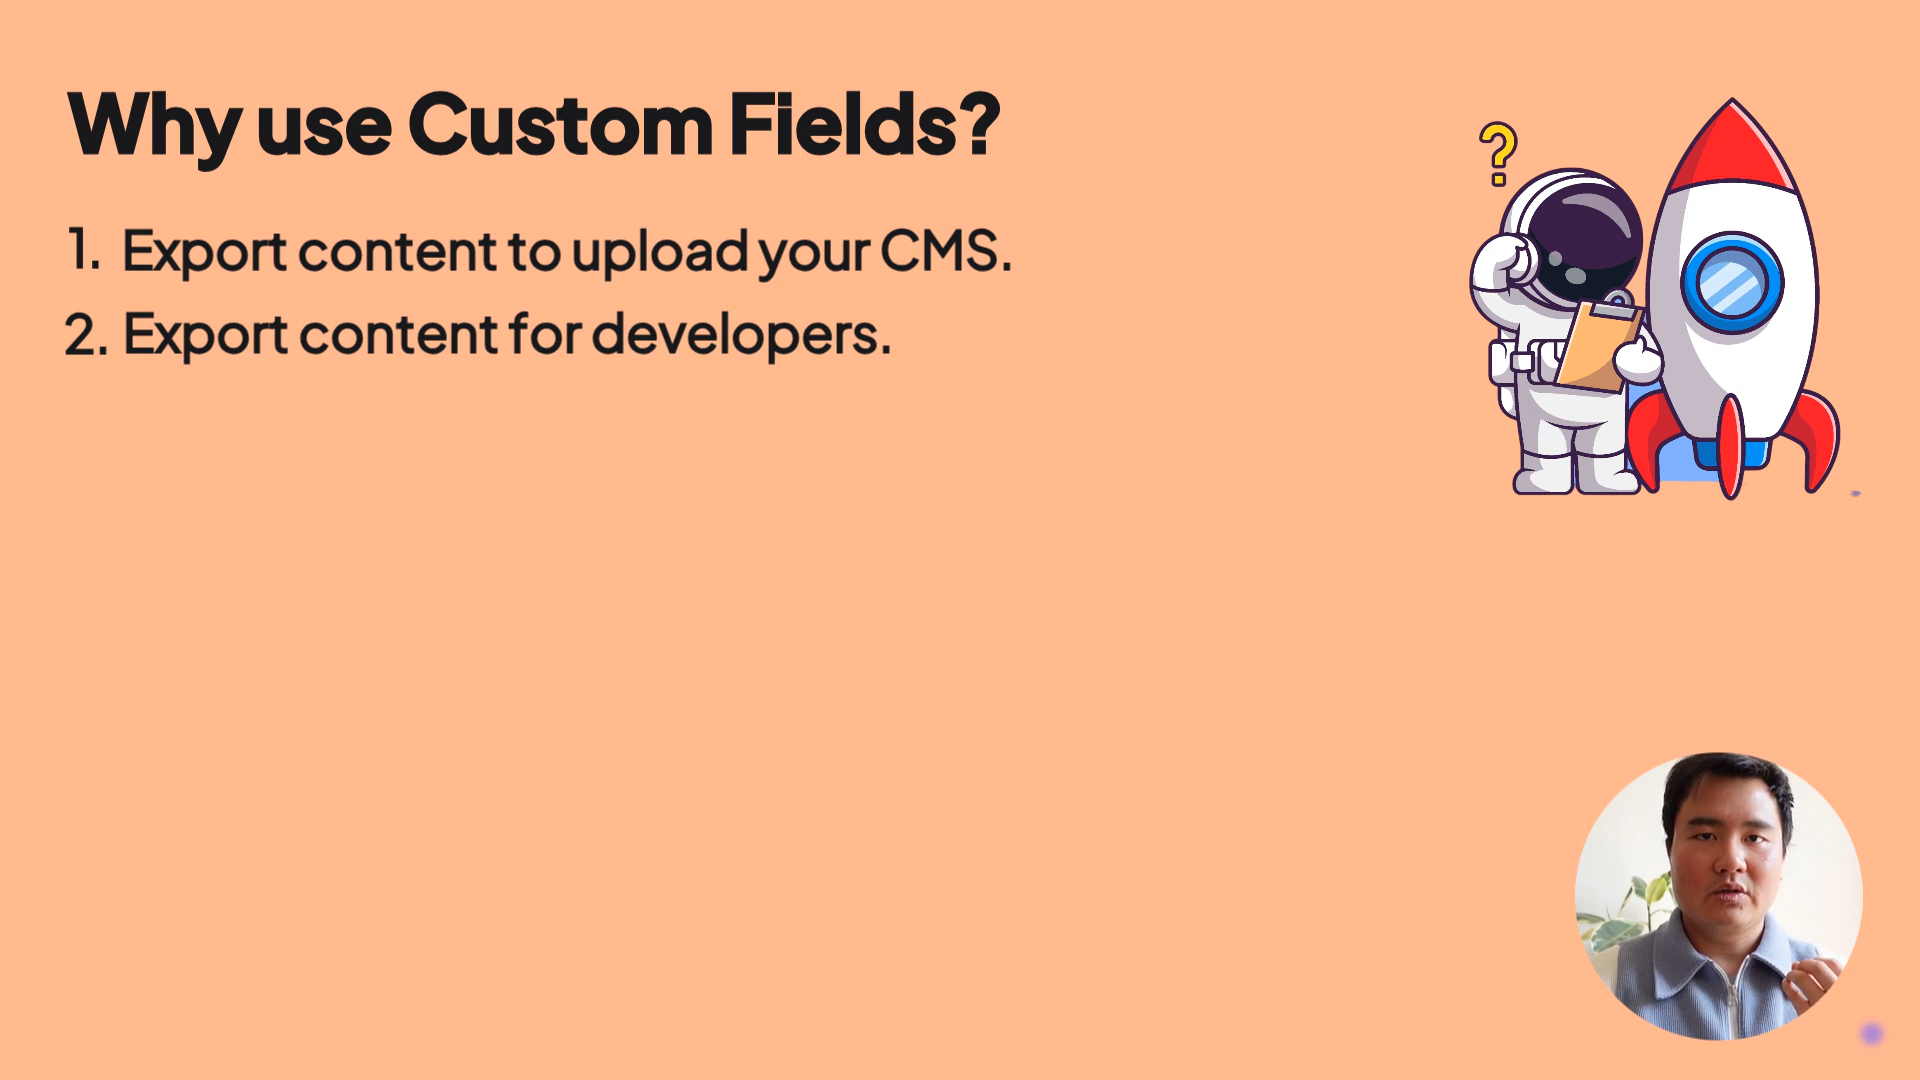 Why use Custom Fields?
1. Export content to upload your CMS.
2. Export content for developers.
?